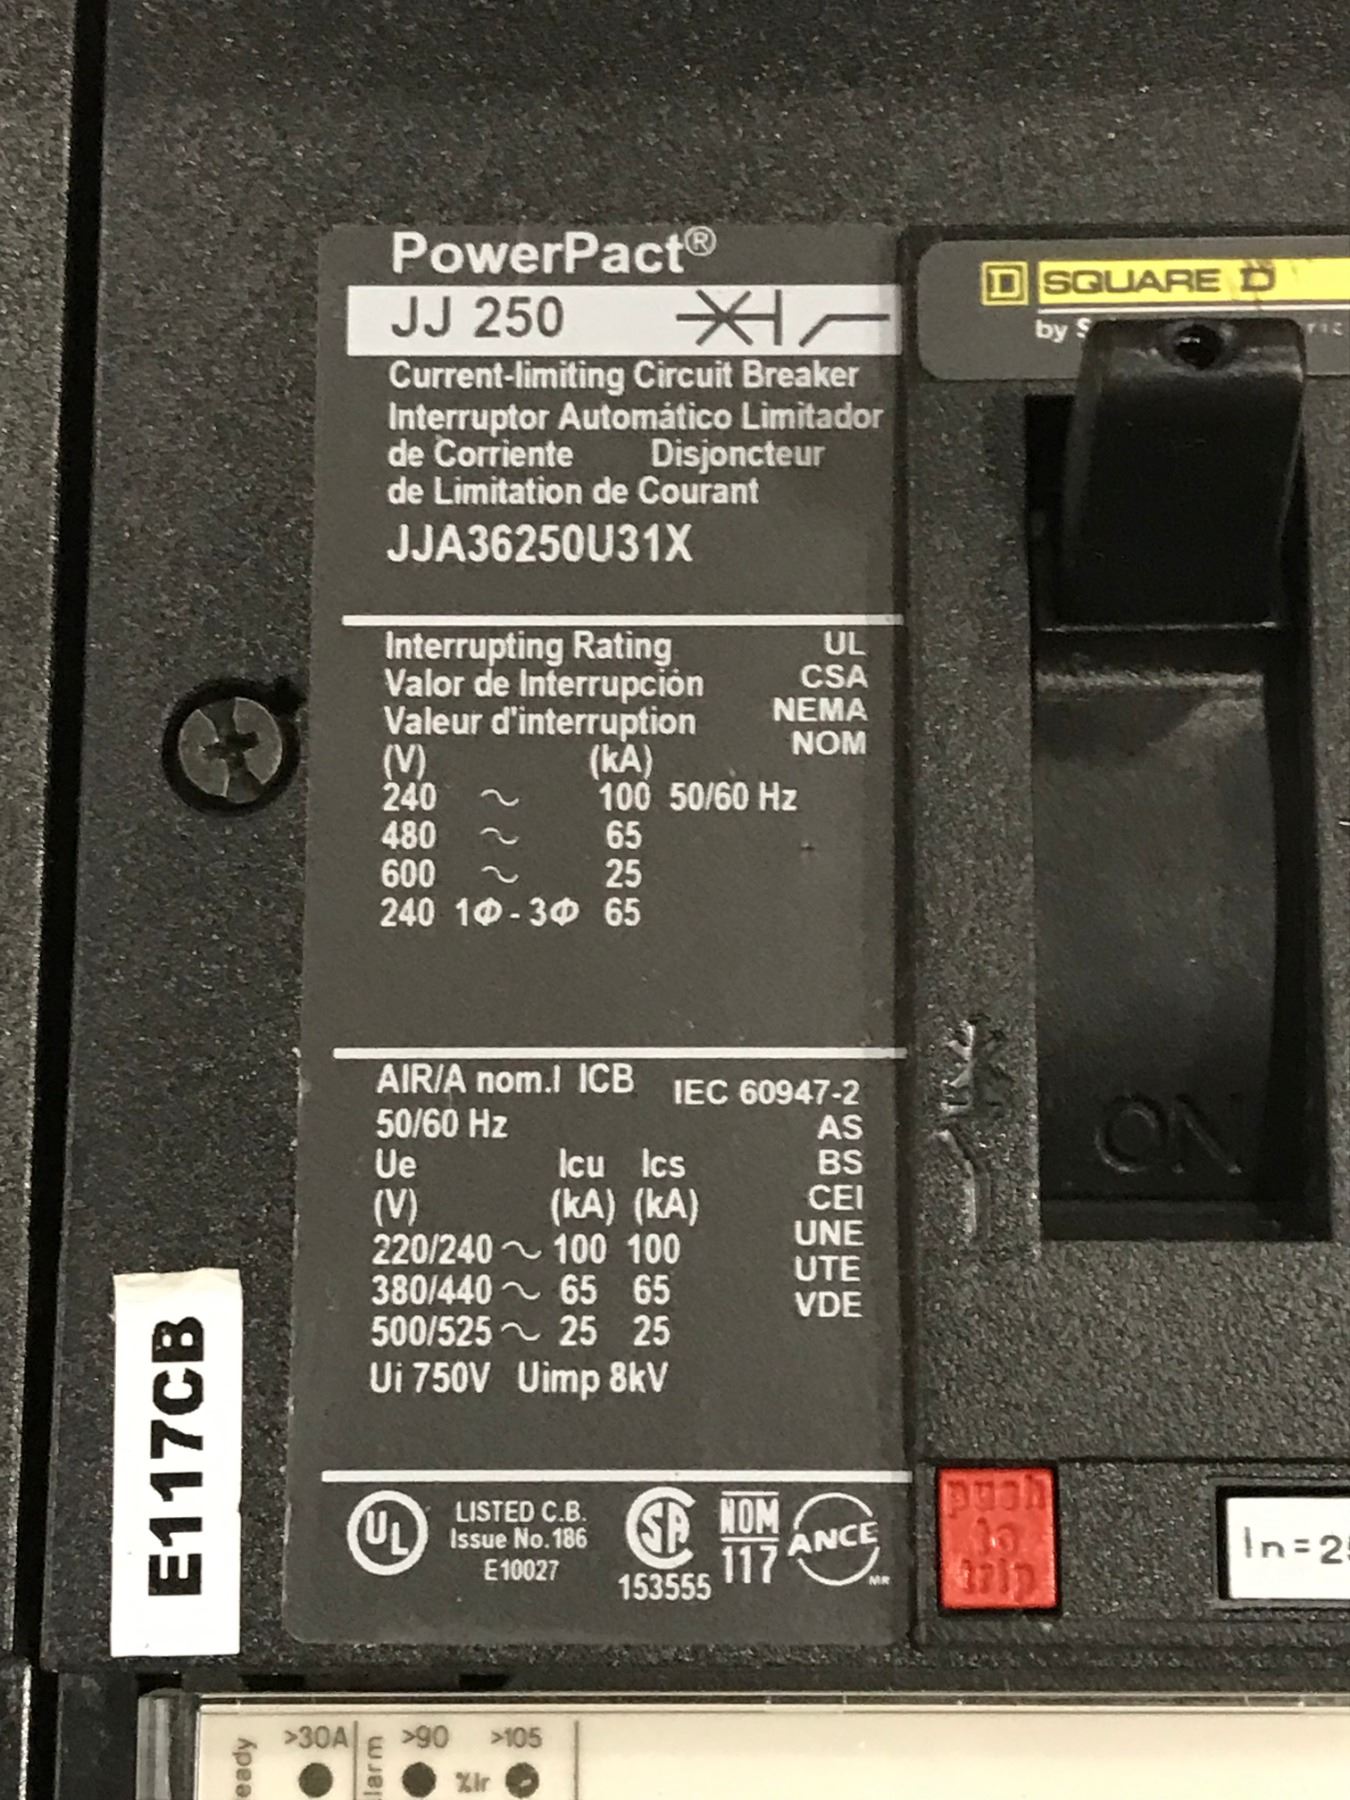 PowerPact®
JJ 250
Current-limiting Circuit Breaker
Interruptor Automático Limitador
de Corriente Disjoncteur
de Limitation de Courant
JJA36250U31X
Interrupting Rating UL
Valor de Interrupción CSA
Valeur d'interruption NEMA
(V) (kA) NOM
240 ~ 100 50/60 Hz
480 ~ 65
600 ~ 25
240 1Φ - 3Φ 65
AIR/A nom.I ICB IEC 60947-2
50/60 Hz AS
Ue Icu Ics BS
(V) (kA) (kA) CEI
220/240 ~ 100 100 UNE
380/440 ~ 65 65 UTE
500/525 ~ 25 25 VDE
Ui 750V Uimp 8kV
UL
LISTED C.B.
Issue No.186
E10027
SA
153555
NOM
117
ANCE
MR
E117CB
D SQUARE D
by
ON
push
to
trip
In=
>30A >90 >105
%Ir